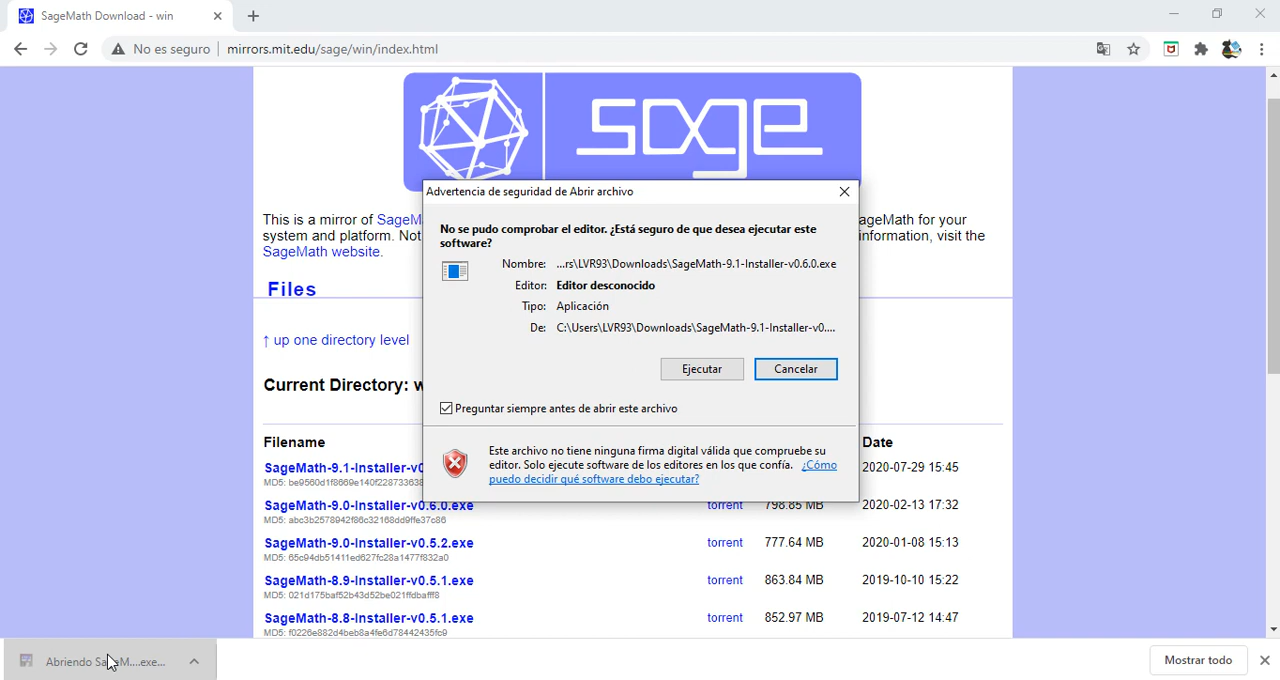 SageMath Download - win
No es seguro
mirrors.mit.edu/sage/win/index.html
sage
Advertencia de seguridad de Abrir archivo
This is a mirror of SageM
ageMath for your
system and platform. Not
information, visit the
SageMath website.
No se pudo comprobar el editor. ¿Está seguro de que desea ejecutar este
software?
Nombre: ...rs\LVR93\Downloads\SageMath-9.1-Installer-v0.6.0.exe
Editor: Editor desconocido
Tipo: Aplicación
De: C:\Users\LVR93\Downloads\SageMath-9.1-Installer-v0....
Ejecutar
Cancelar
Preguntar siempre antes de abrir este archivo
Este archivo no tiene ninguna firma digital válida que compruebe su
editor. Solo ejecute software de los editores en los que confía. ¿Cómo
puedo decidir qué software debo ejecutar?
Files
↑ up one directory level
Current Directory: w
Filename
Date
SageMath-9.1-Installer-v0
2020-07-29 15:45
MD5: be9560d1f8669e140f228733638
SageMath-9.0-Installer-v0.6.0.exe torrent 798.85 MB 2020-02-13 17:32
MD5: abc3b2578942f86c32168dd9ffe37c86
SageMath-9.0-Installer-v0.5.2.exe torrent 777.64 MB 2020-01-08 15:13
MD5: 65c94db51411ed627fc28a1477f832a0
SageMath-8.9-Installer-v0.5.1.exe torrent 863.84 MB 2019-10-10 15:22
MD5: 021d175baf52b43d52be021ffdbafff8
SageMath-8.8-Installer-v0.5.1.exe torrent 852.97 MB 2019-07-12 14:47
MD5: f0226e882d4beb8a4fe6d78442435fc9
Abriendo Sa M....exe...
Mostrar todo